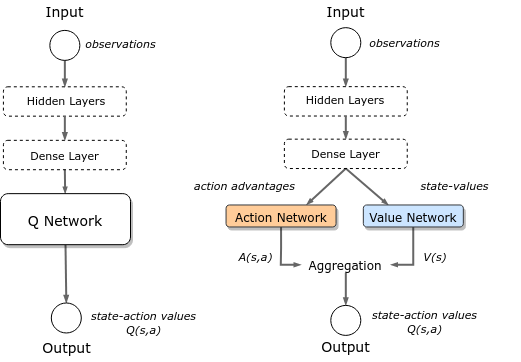 Input
observations
Hidden Layers
Dense Layer
Q Network
state-action values
Q(s,a)
Output
Input
observations
Hidden Layers
Dense Layer
action advantages
state-values
Action Network
Value Network
A(s,a)
V(s)
Aggregation
state-action values
Q(s,a)
Output